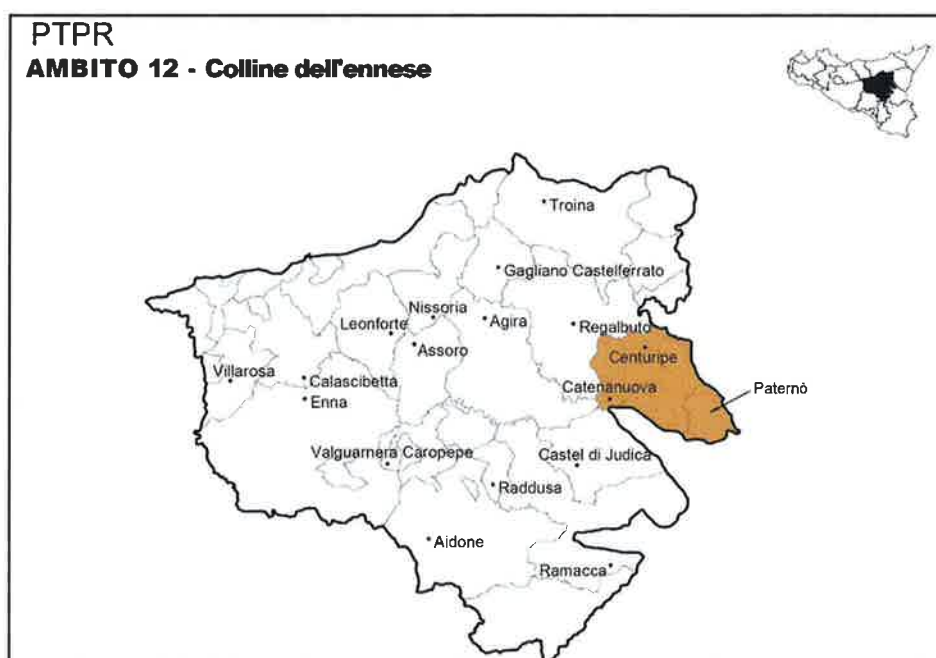 PTPR
AMBITO 12 - Colline dell'ennese
Troina
Gagliano Castelferrato
Nissoria
Leonforte
Agira
Regalbuto
Assoro
Centuripe
Villarosa
Calascibetta
Catenanuova
Paternò
Enna
Valguarnera Caropepe
Castel di Judica
Raddusa
Aidone
Ramacca